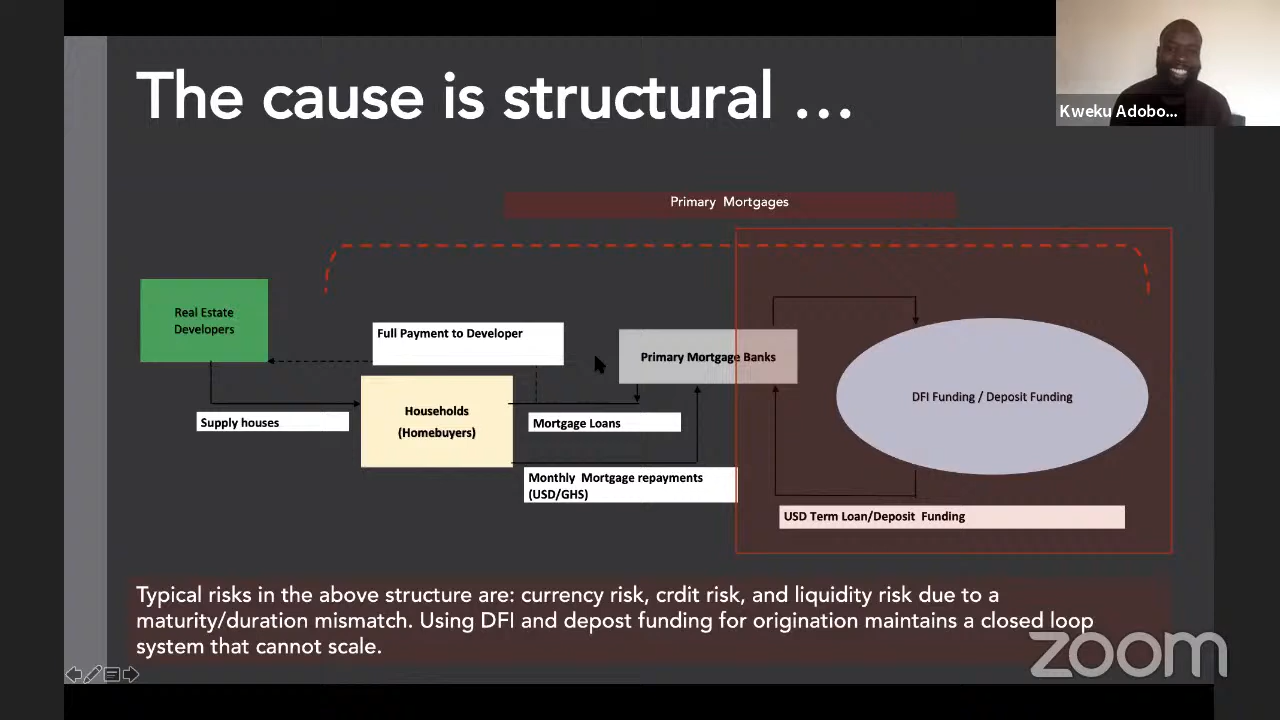 The cause is structural ...
Kweku Adobo...
Primary Mortgages
Real Estate
Developers
Full Payment to Developer
Primary Mortgage Banks
DFI Funding / Deposit Funding
Households
(Homebuyers)
Supply houses
Mortgage Loans
Monthly Mortgage repayments
(USD/GHS)
USD Term Loan/Deposit Funding
Typical risks in the above structure are: currency risk, crdit risk, and liquidity risk due to a
maturity/duration mismatch. Using DFI and depost funding for origination maintains a closed loop
system that cannot scale.
zoom